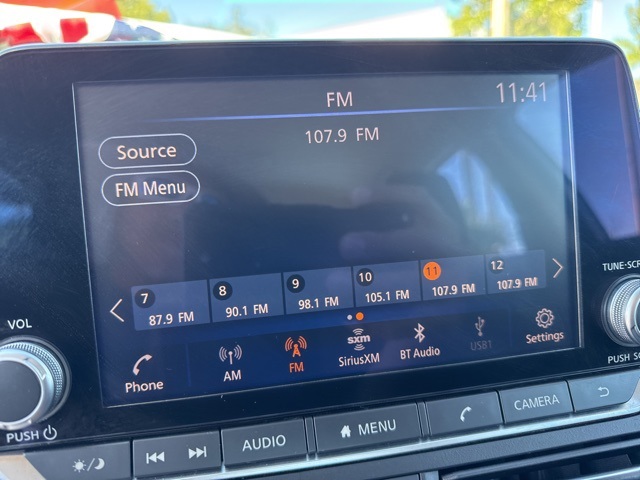 FM 11:41
107.9 FM
Source
FM Menu
7 8 9 10 11 12
87.9 FM 90.1 FM 98.1 FM 105.1 FM 107.9 FM 107.9 FM
Phone AM FM sxm SiriusXM BT Audio USB1 Settings
VOL
PUSH
TUNE-SCR
PUSH SO
AUDIO MENU CAMERA